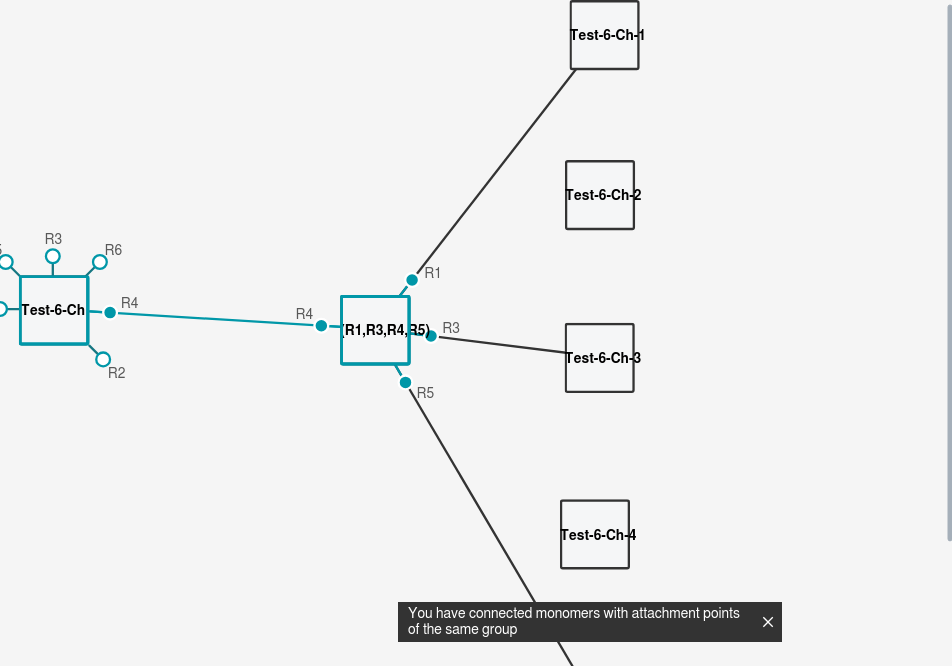 Test-6-Ch-1
Test-6-Ch-2
R3
R6
R1
R4
R4
R3
Test-6-Ch
(R1,R3,R4,R5)
Test-6-Ch-3
R2
R5
Test-6-Ch-4
You have connected monomers with attachment points
of the same group